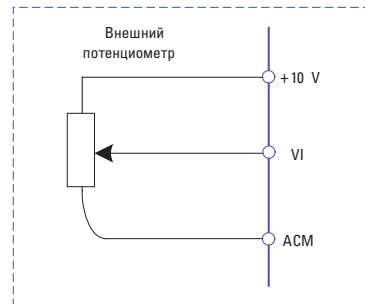 Внешний
потенциометр
+10 V
VI
ACM